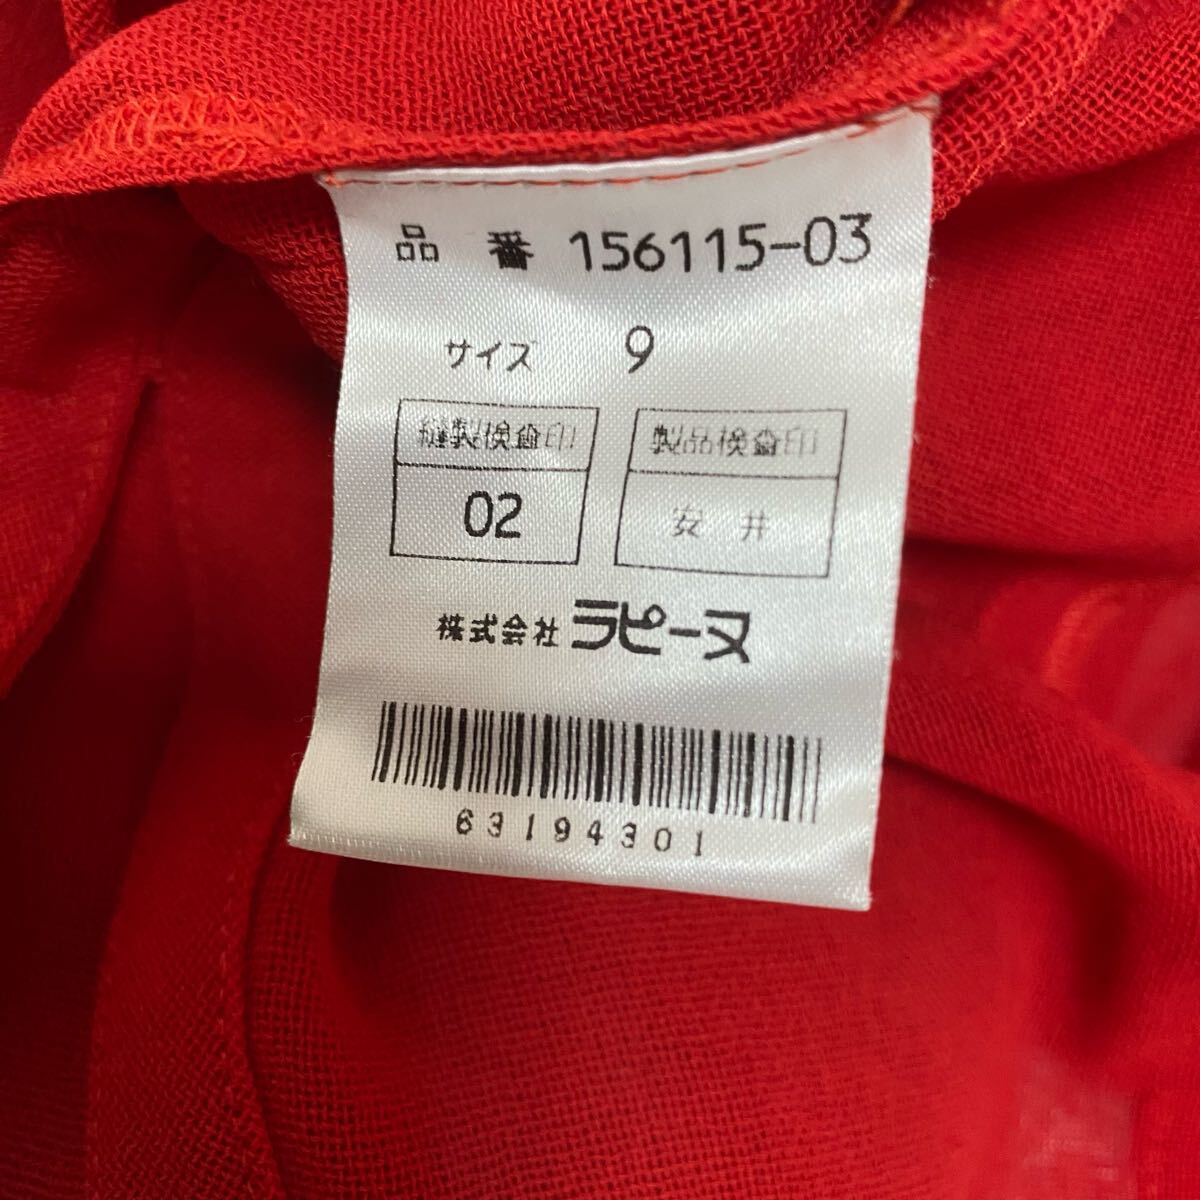 品 番 156115-03
サイズ 9
縫製検査印 製品検査印
02 安 井
株式会社 ラピーヌ
63194301